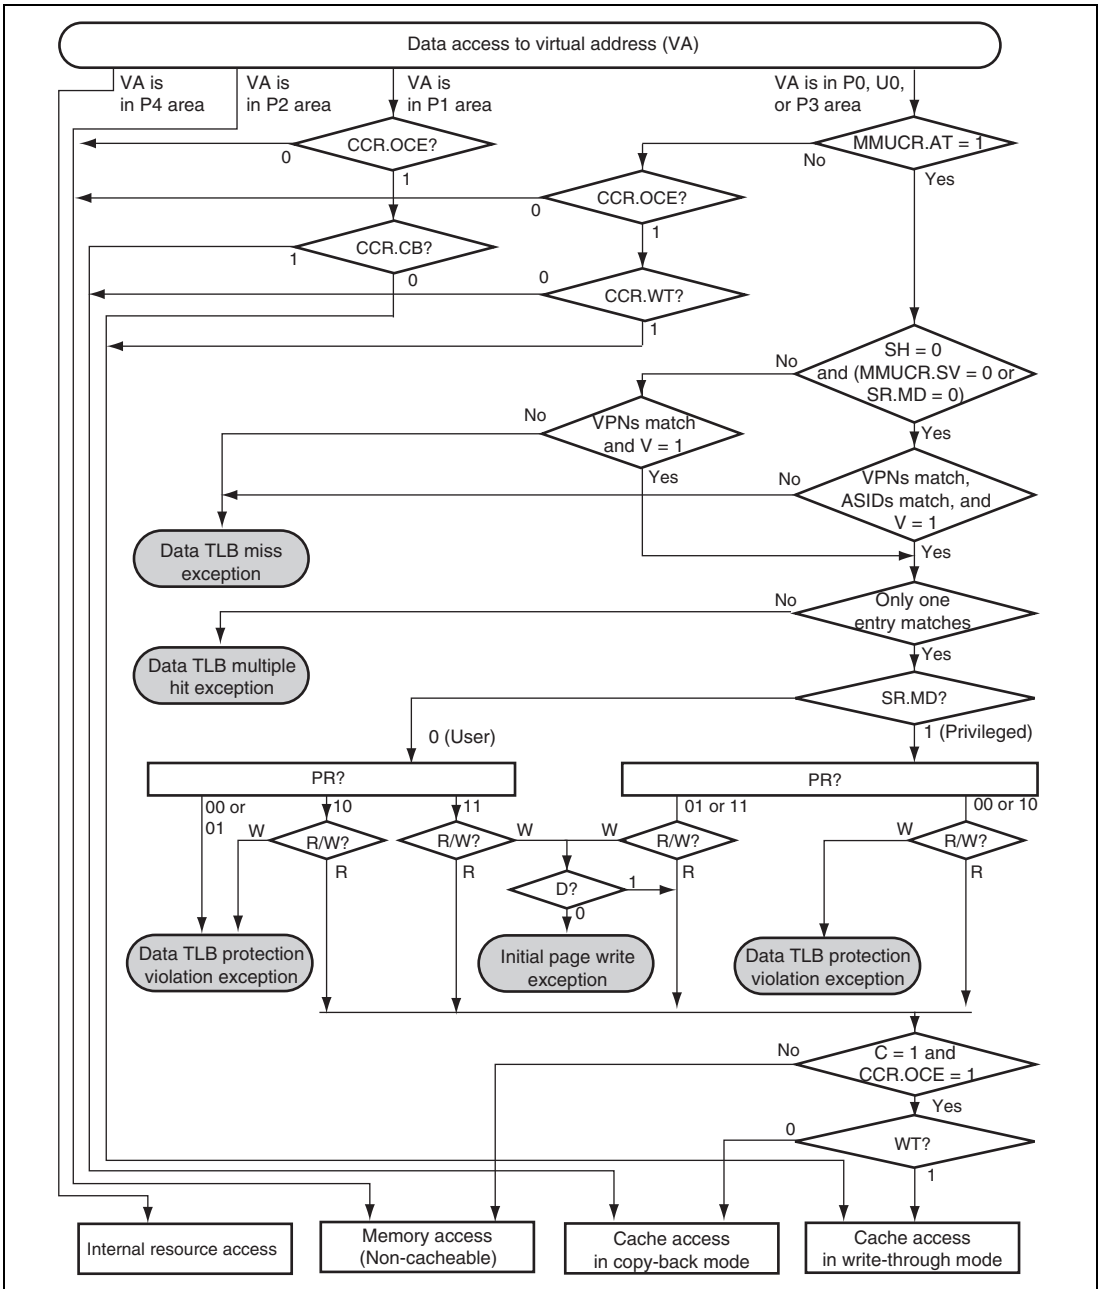 Data access to virtual address (VA)
VA is
in P4 area
VA is
in P2 area
VA is
in P1 area
VA is in P0, U0,
or P3 area
CCR.OCE?
0
1
MMUCR.AT = 1
No
Yes
CCR.OCE?
0
1
CCR.CB?
1
0
CCR.WT?
0
1
SH = 0
and (MMUCR.SV = 0 or
SR.MD = 0)
No
Yes
VPNs match
and V = 1
No
Yes
VPNs match,
ASIDs match, and
V = 1
No
Yes
Data TLB miss
exception
Only one
entry matches
No
Yes
Data TLB multiple
hit exception
SR.MD?
0 (User)
1 (Privileged)
PR?
PR?
00 or
01
10
11
01 or 11
00 or 10
W
R/W?
R
R/W?
W
R
W
R/W?
R
W
R/W?
R
D?
1
0
Data TLB protection
violation exception
Initial page write
exception
Data TLB protection
violation exception
C = 1 and
CCR.OCE = 1
No
Yes
WT?
0
1
Internal resource access
Memory access
(Non-cacheable)
Cache access
in copy-back mode
Cache access
in write-through mode